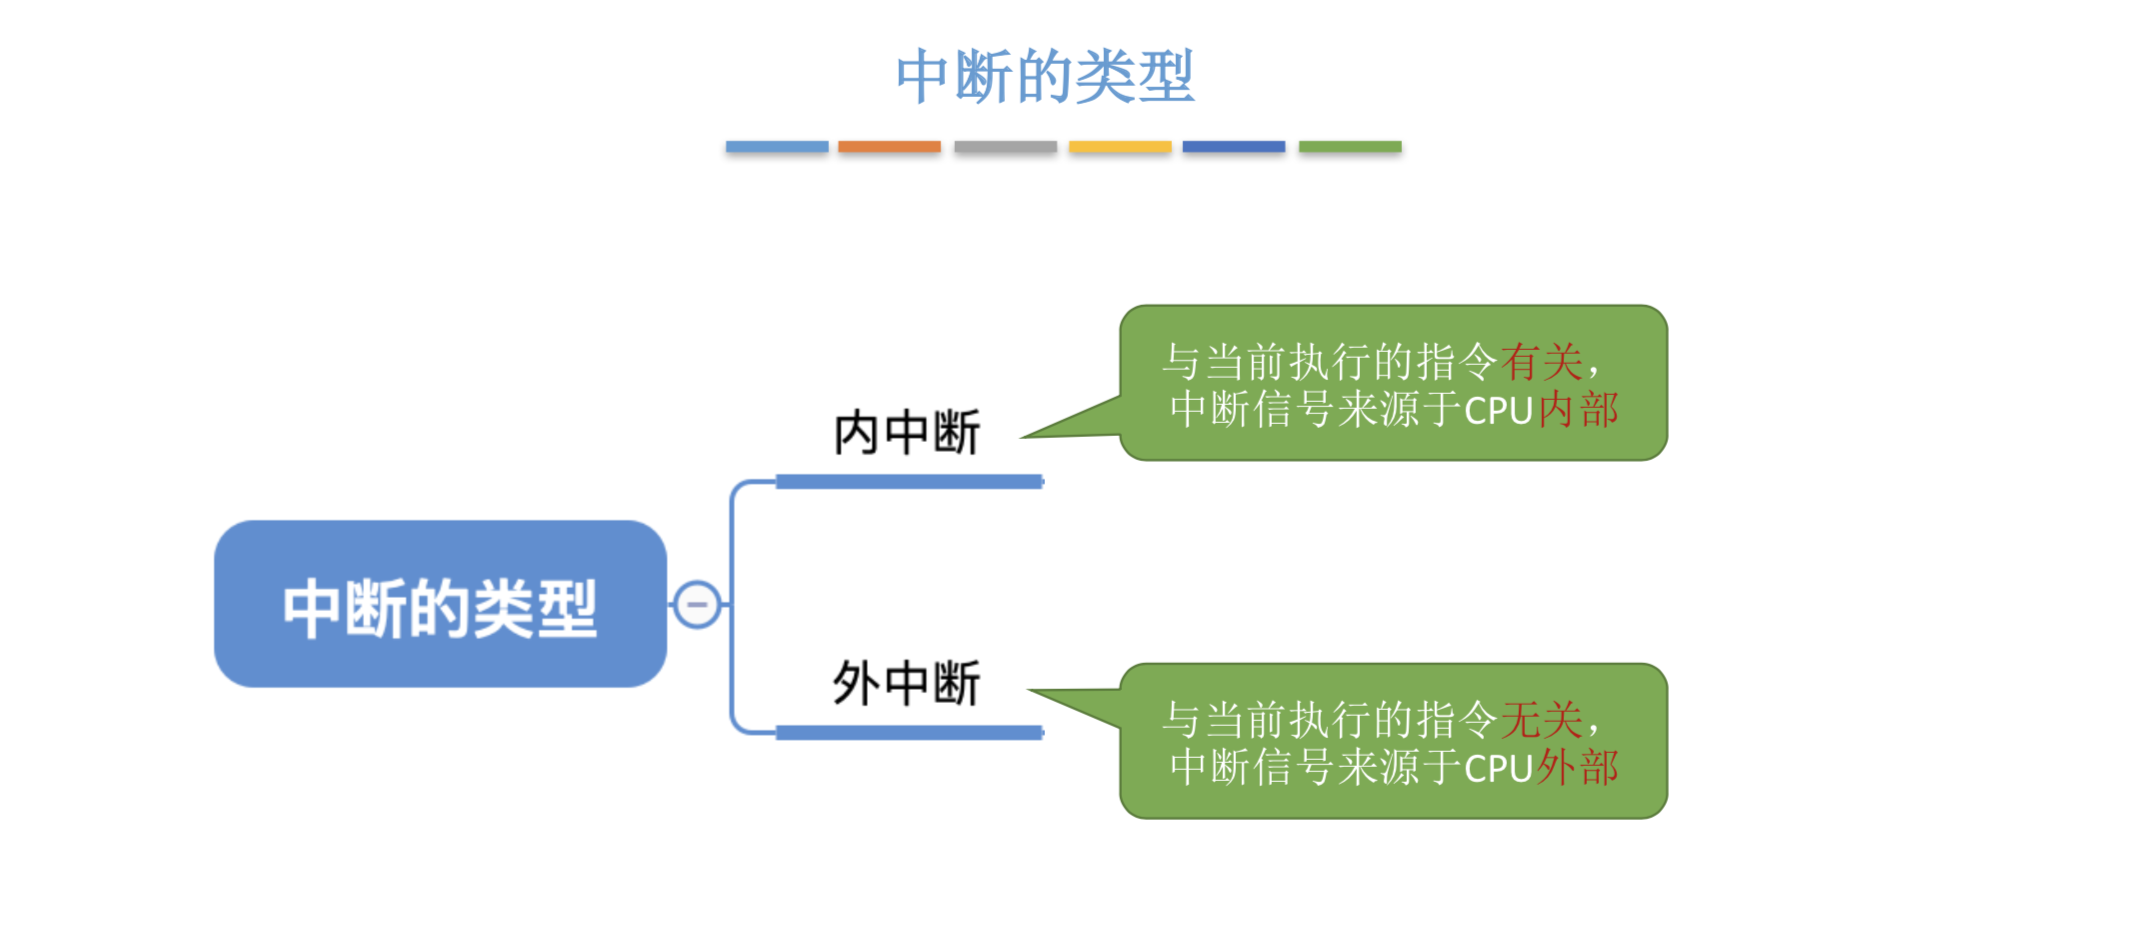 中断的类型
与当前执行的指令有关，
中断信号来源于CPU内部
内中断
中断的类型
外中断
与当前执行的指令无关，
中断信号来源于CPU外部